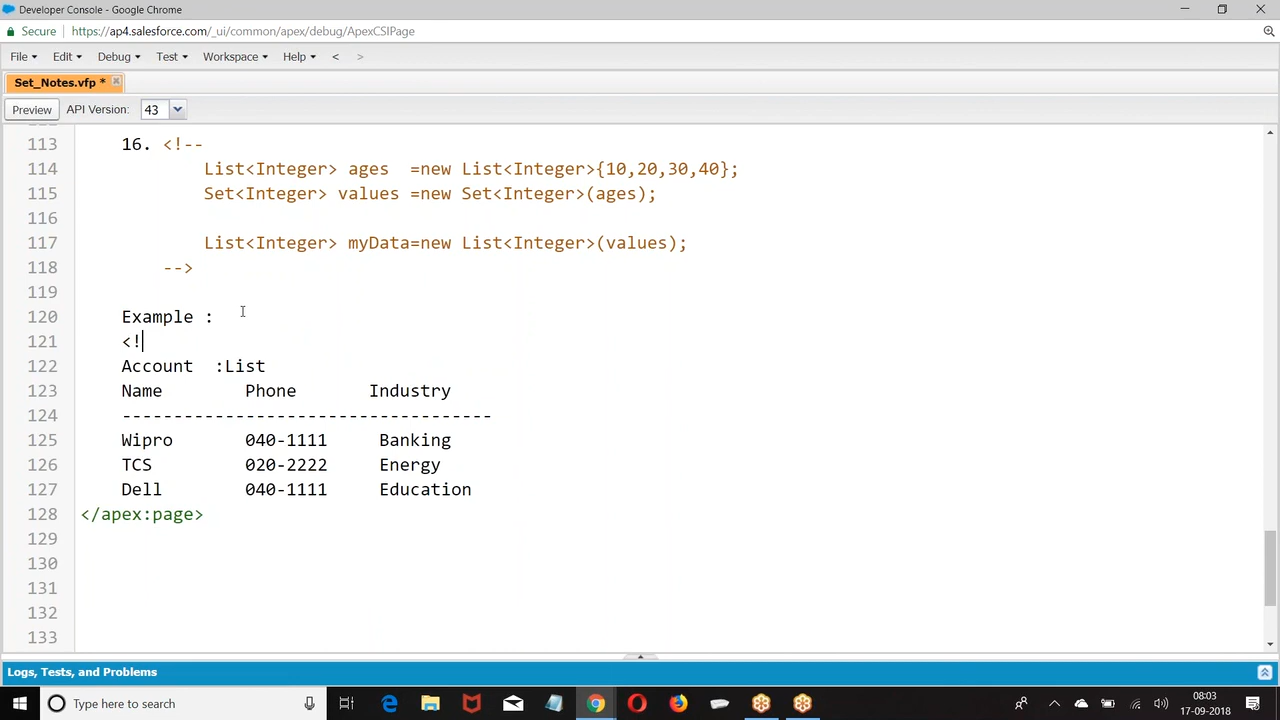 Developer Console - Google Chrome
Secure https://ap4.salesforce.com/_ui/common/apex/debug/ApexCSIPage
File Edit Debug Test Workspace Help < >
Set_Notes.vfp *
Preview API Version: 43
113 16. <!--
114 List<Integer> ages =new List<Integer>{10,20,30,40};
115 Set<Integer> values =new Set<Integer>(ages);
116
117 List<Integer> myData=new List<Integer>(values);
118 -->
119
120 Example :
121 <!
122 Account :List
123 Name Phone Industry
124 ------------------------------------
125 Wipro 040-1111 Banking
126 TCS 020-2222 Energy
127 Dell 040-1111 Education
128 </apex:page>
129
130
131
132
133
Logs, Tests, and Problems
Type here to search
08:03
17-09-2018